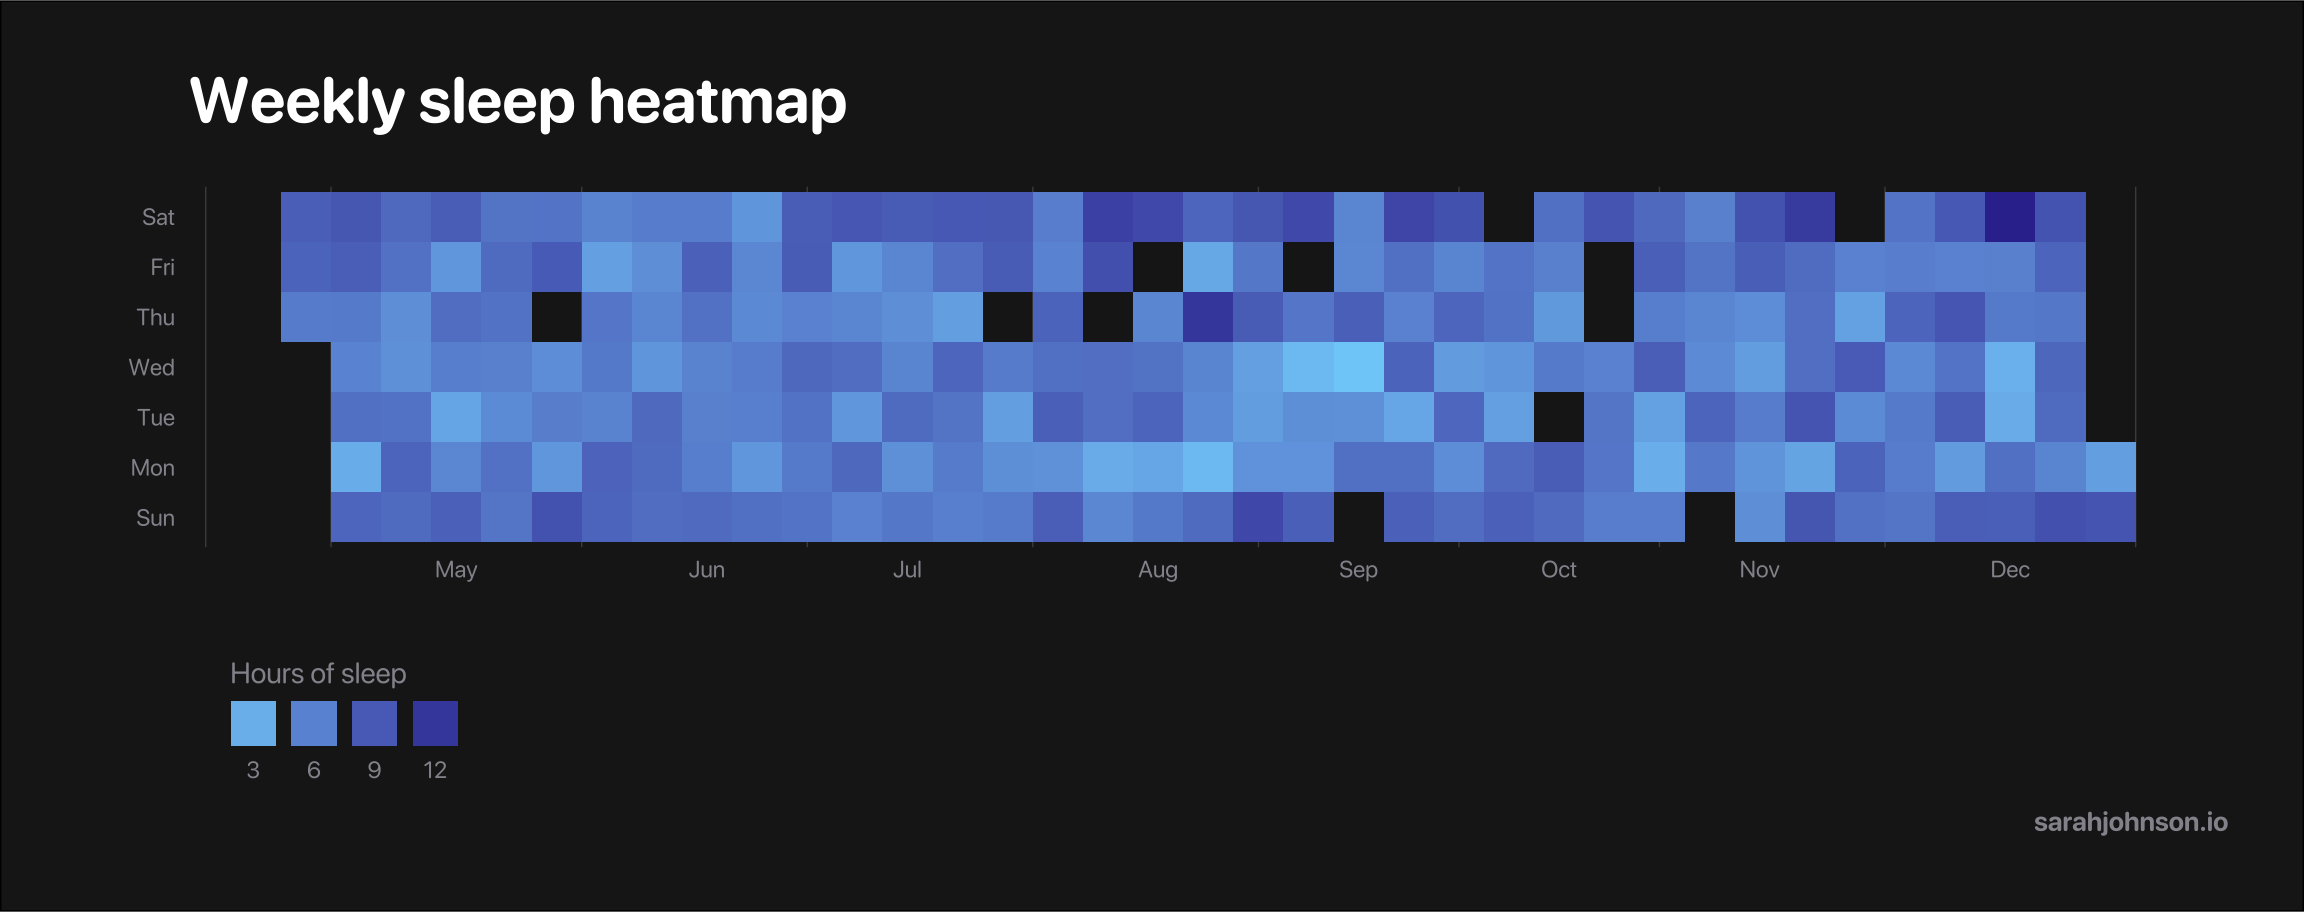 Weekly sleep heatmap
Sat
Fri
Thu
Wed
Tue
Mon
Sun
May Jun Jul Aug Sep Oct Nov Dec
Hours of sleep
3 6 9 12
sarahjohnson.io